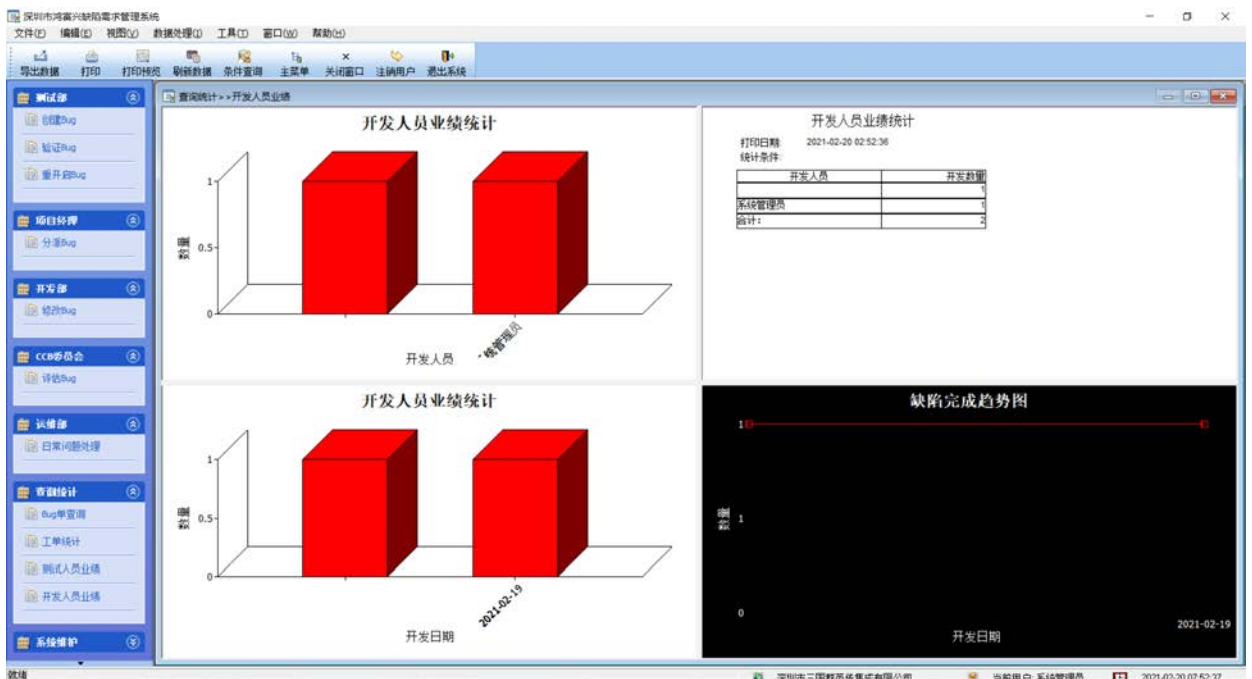 深圳市鸿富兴缺陷需求管理系统
文件(F) 编辑(E) 视图(V) 数据处理(I) 工具(T) 窗口(W) 帮助(H)
导出数据 打印 打印预览 刷新数据 条件查询 主菜单 关闭窗口 注销用户 退出系统
测试部
创建Bug
验证Bug
重开启Bug
项目经理
分派Bug
开发部
修改Bug
CCB委员会
评估Bug
运维部
日常问题处理
查询统计
Bug单查询
工单统计
测试人员业绩
开发人员业绩
系统维护
查询统计>>开发人员业绩
开发人员业绩统计
1
0.5
0
数量
统管理员
开发人员
开发人员业绩统计
打印日期: 2021-02-20 02:52:36
统计条件:
开发人员 开发数量
1
系统管理员 1
合计: 2
开发人员业绩统计
1
0.5
0
数量
2021-02-19
开发日期
缺陷完成趋势图
1
1
0
数量
2021-02-19
开发日期
就绪 当前用户: 系统管理员 2021-02-20 07:52:37